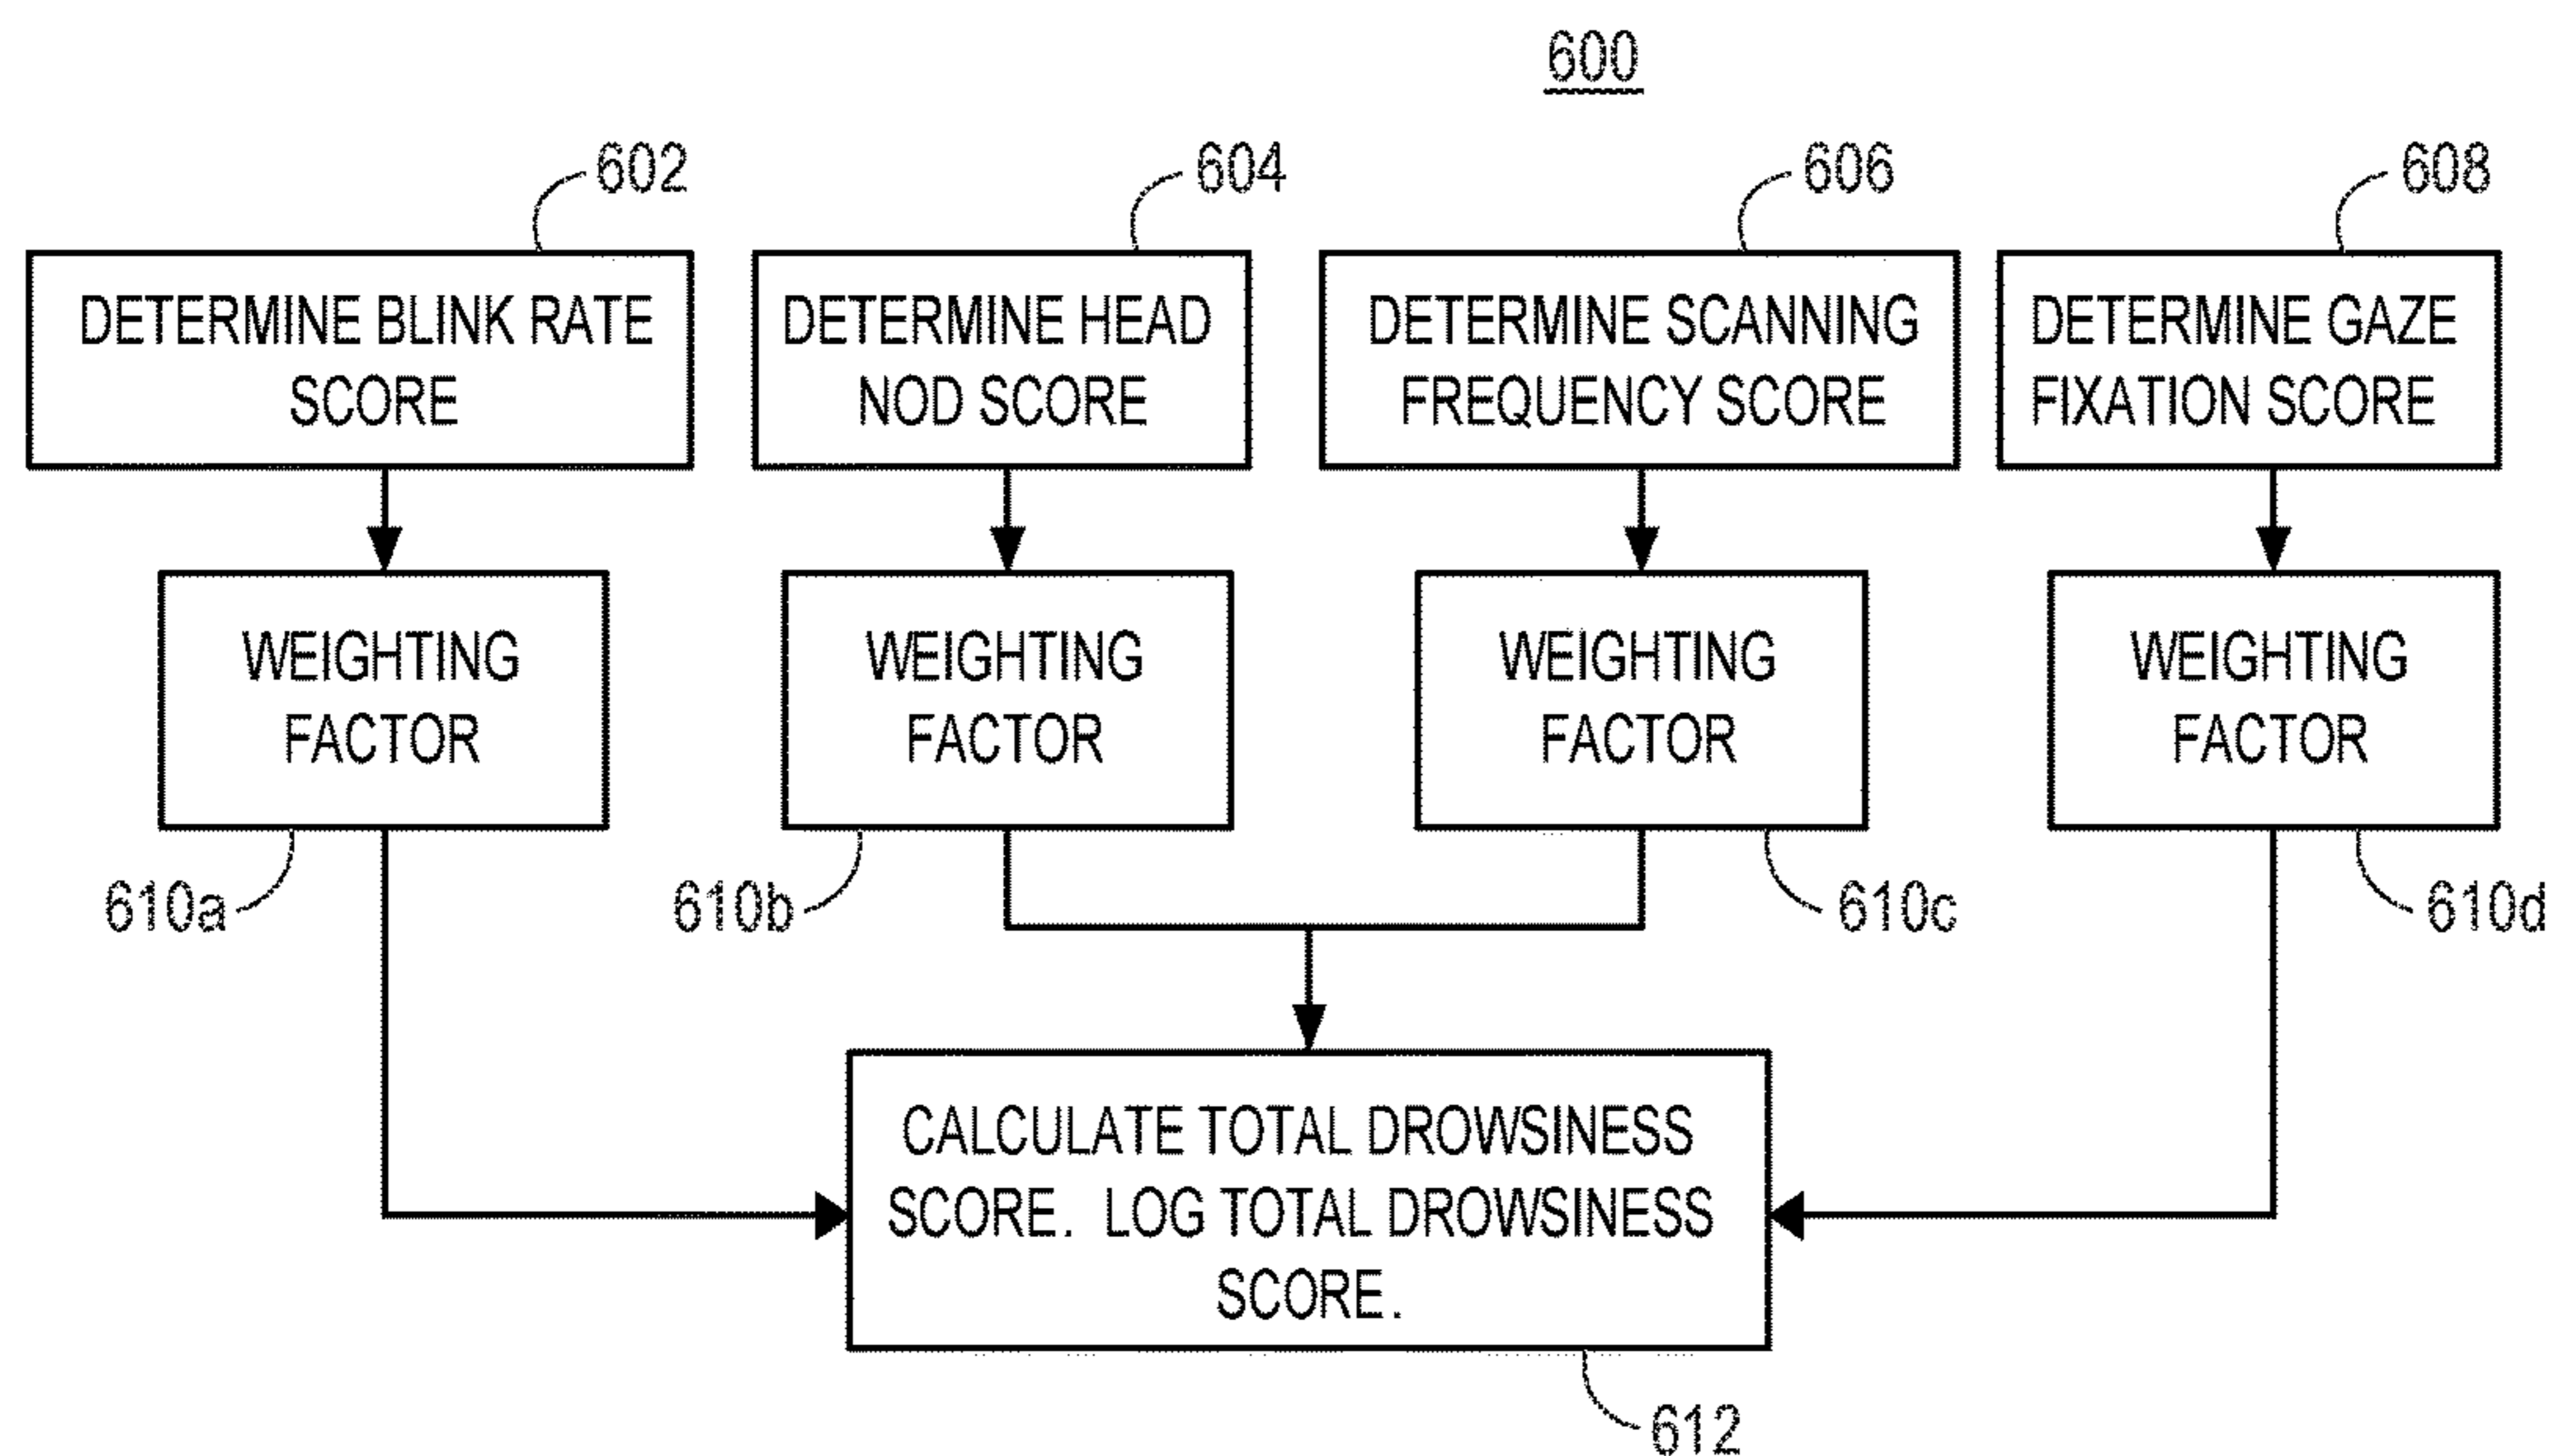 600
602
604
606
608
DETERMINE BLINK RATE
SCORE
DETERMINE HEAD
NOD SCORE
DETERMINE SCANNING
FREQUENCY SCORE
DETERMINE GAZE
FIXATION SCORE
WEIGHTING
FACTOR
WEIGHTING
FACTOR
WEIGHTING
FACTOR
WEIGHTING
FACTOR
610a
610b
610c
610d
CALCULATE TOTAL DROWSINESS
SCORE. LOG TOTAL DROWSINESS
SCORE.
612